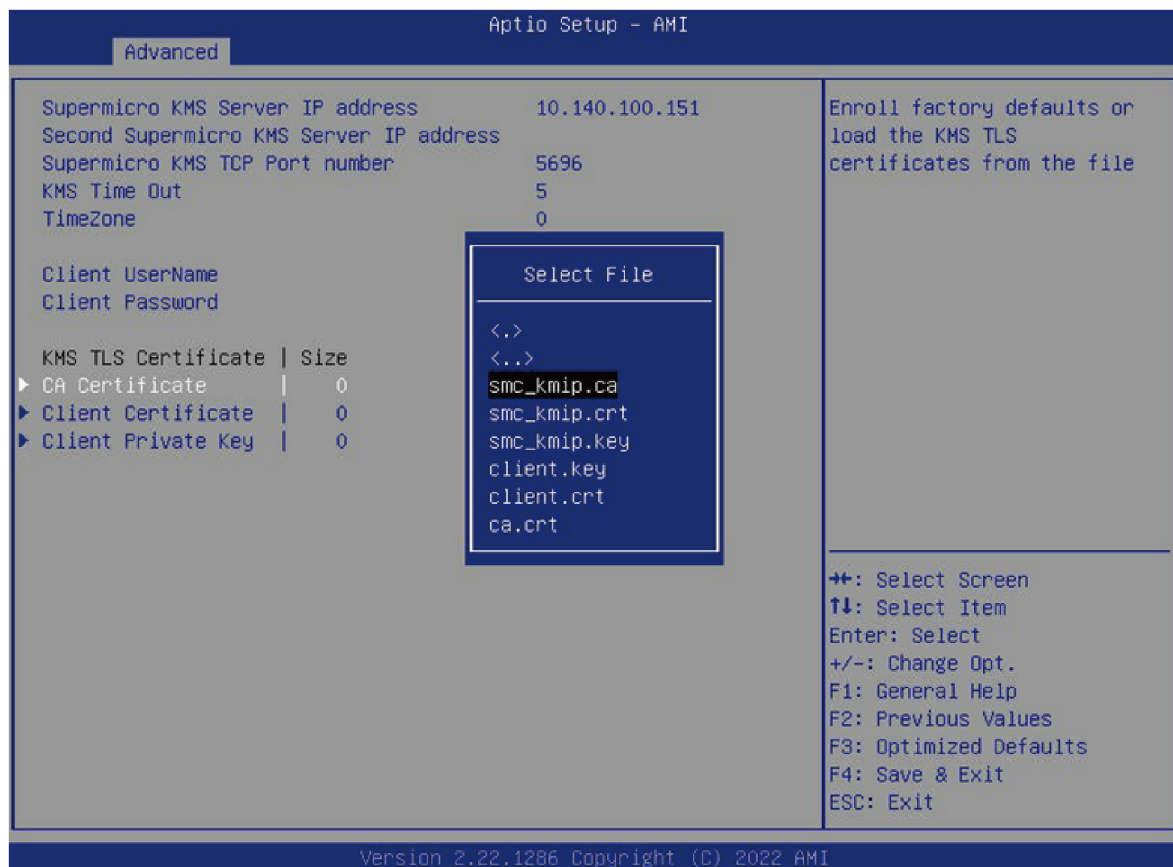 Aptio Setup - AMI
Advanced
Supermicro KMS Server IP address 10.140.100.151
Second Supermicro KMS Server IP address
Supermicro KMS TCP Port number 5696
KMS Time Out 5
TimeZone 0
Client UserName
Client Password
KMS TLS Certificate | Size
CA Certificate | 0
Client Certificate | 0
Client Private Key | 0
Select File
<.>
<..>
smc_kmip.ca
smc_kmip.crt
smc_kmip.key
client.key
client.crt
ca.crt
Enroll factory defaults or
load the KMS TLS
certificates from the file
→←: Select Screen
↑↓: Select Item
Enter: Select
+/-: Change Opt.
F1: General Help
F2: Previous Values
F3: Optimized Defaults
F4: Save & Exit
ESC: Exit
Version 2.22.1286 Copyright (C) 2022 AMI